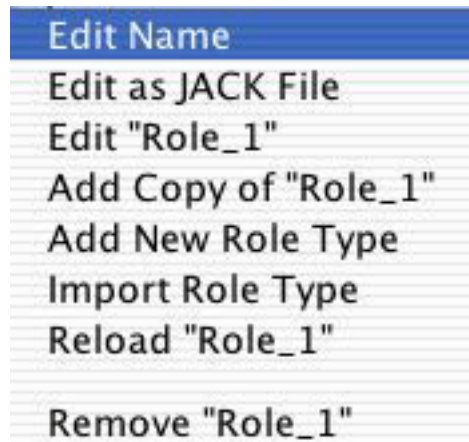 Edit Name
Edit as JACK File
Edit "Role_1"
Add Copy of "Role_1"
Add New Role Type
Import Role Type
Reload "Role_1"
Remove "Role_1"